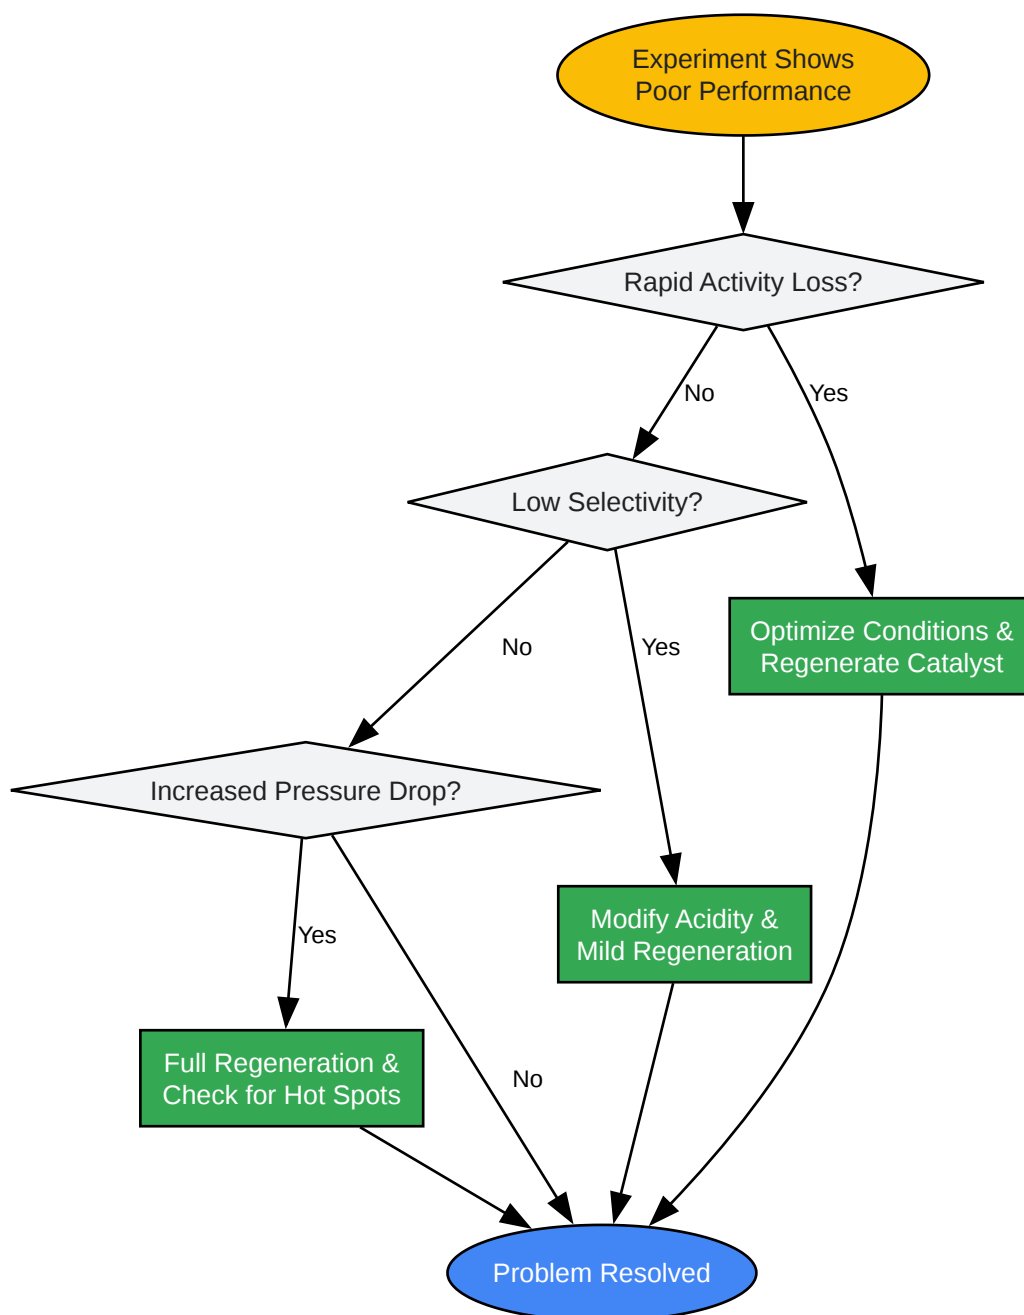 Experiment Shows
Poor Performance
Rapid Activity Loss?
No
Yes
Low Selectivity?
No
Yes
Optimize Conditions &
Regenerate Catalyst
Increased Pressure Drop?
Yes
Modify Acidity &
Mild Regeneration
Full Regeneration &
Check for Hot Spots
No
Problem Resolved